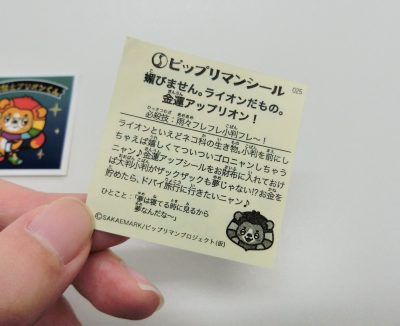 ビップリマンシール
025
媚びません。ライオンだもの。
金運アップリオン！
必殺技：雨々フレフレ小判フレ〜！
ライオンといえどネコ科の生き物。小判を前にし
ちゃえば嬉しくてついついゴロニャンしちゃう
ニャン♪金運アップシールをお財布に入れておけ
ば大判小判がザックザックも夢じゃない!?お金を
貯めたら、ドバイ旅行に行きたいニャン♪
ひとこと：「夢は寝てる時に見るから
夢なんだな〜」
©SAKAEMARK/ビップリマンプロジェクト(仮)